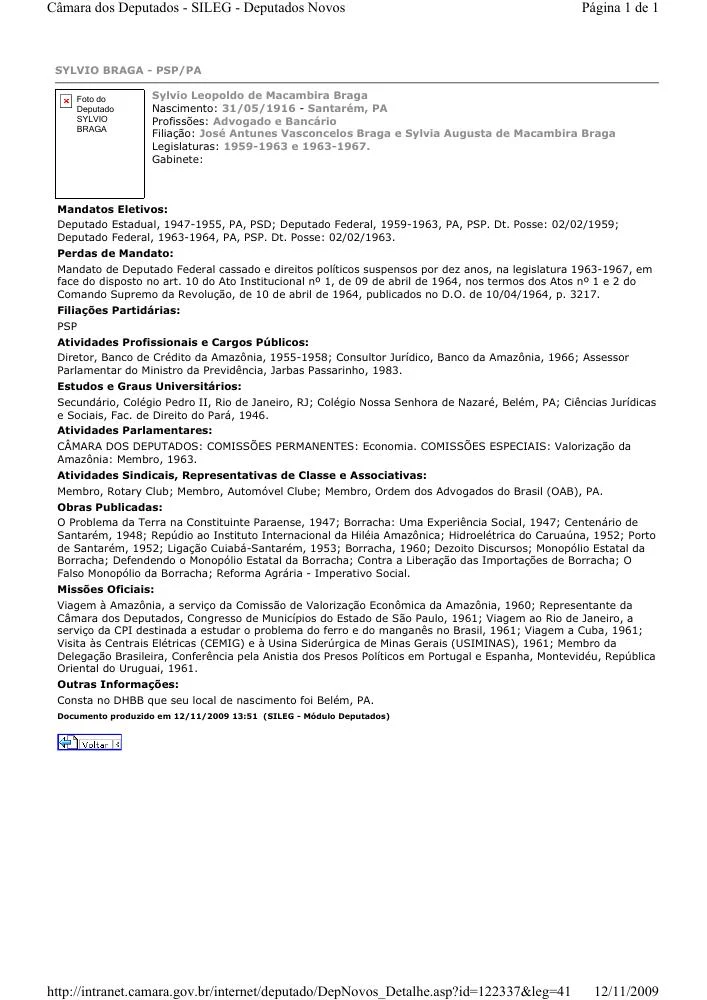 Câmara dos Deputados - SILEG - Deputados Novos Página 1 de 1
SYLVIO BRAGA - PSP/PA
Foto do
Deputado
SYLVIO
BRAGA
Sylvio Leopoldo de Macambira Braga
Nascimento: 31/05/1916 - Santarém, PA
Profissões: Advogado e Bancário
Filiação: José Antunes Vasconcelos Braga e Sylvia Augusta de Macambira Braga
Legislaturas: 1959-1963 e 1963-1967.
Gabinete:
Mandatos Eletivos:
Deputado Estadual, 1947-1955, PA, PSD; Deputado Federal, 1959-1963, PA, PSP. Dt. Posse: 02/02/1959;
Deputado Federal, 1963-1964, PA, PSP. Dt. Posse: 02/02/1963.
Perdas de Mandato:
Mandato de Deputado Federal cassado e direitos políticos suspensos por dez anos, na legislatura 1963-1967, em
face do disposto no art. 10 do Ato Institucional nº 1, de 09 de abril de 1964, nos termos dos Atos nº 1 e 2 do
Comando Supremo da Revolução, de 10 de abril de 1964, publicados no D.O. de 10/04/1964, p. 3217.
Filiações Partidárias:
PSP
Atividades Profissionais e Cargos Públicos:
Diretor, Banco de Crédito da Amazônia, 1955-1958; Consultor Jurídico, Banco da Amazônia, 1966; Assessor
Parlamentar do Ministro da Previdência, Jarbas Passarinho, 1983.
Estudos e Graus Universitários:
Secundário, Colégio Pedro II, Rio de Janeiro, RJ; Colégio Nossa Senhora de Nazaré, Belém, PA; Ciências Jurídicas
e Sociais, Fac. de Direito do Pará, 1946.
Atividades Parlamentares:
CÂMARA DOS DEPUTADOS: COMISSÕES PERMANENTES: Economia. COMISSÕES ESPECIAIS: Valorização da
Amazônia: Membro, 1963.
Atividades Sindicais, Representativas de Classe e Associativas:
Membro, Rotary Club; Membro, Automóvel Clube; Membro, Ordem dos Advogados do Brasil (OAB), PA.
Obras Publicadas:
O Problema da Terra na Constituinte Paraense, 1947; Borracha: Uma Experiência Social, 1947; Centenário de
Santarém, 1948; Repúdio ao Instituto Internacional da Hiléia Amazônica; Hidroelétrica do Caruaúna, 1952; Porto
de Santarém, 1952; Ligação Cuiabá-Santarém, 1953; Borracha, 1960; Dezoito Discursos; Monopólio Estatal da
Borracha; Defendendo o Monopólio Estatal da Borracha; Contra a Liberação das Importações de Borracha; O
Falso Monopólio da Borracha; Reforma Agrária - Imperativo Social.
Missões Oficiais:
Viagem à Amazônia, a serviço da Comissão de Valorização Econômica da Amazônia, 1960; Representante da
Câmara dos Deputados, Congresso de Municípios do Estado de São Paulo, 1961; Viagem ao Rio de Janeiro, a
serviço da CPI destinada a estudar o problema do ferro e do manganês no Brasil, 1961; Viagem a Cuba, 1961;
Visita às Centrais Elétricas (CEMIG) e à Usina Siderúrgica de Minas Gerais (USIMINAS), 1961; Membro da
Delegação Brasileira, Conferência pela Anistia dos Presos Políticos em Portugal e Espanha, Montevidéu, República
Oriental do Uruguai, 1961.
Outras Informações:
Consta no DHBB que seu local de nascimento foi Belém, PA.
Documento produzido em 12/11/2009 13:51 (SILEG - Módulo Deputados)
Voltar
http://intranet.camara.gov.br/internet/deputado/DepNovos_Detalhe.asp?id=122337&leg=41 12/11/2009